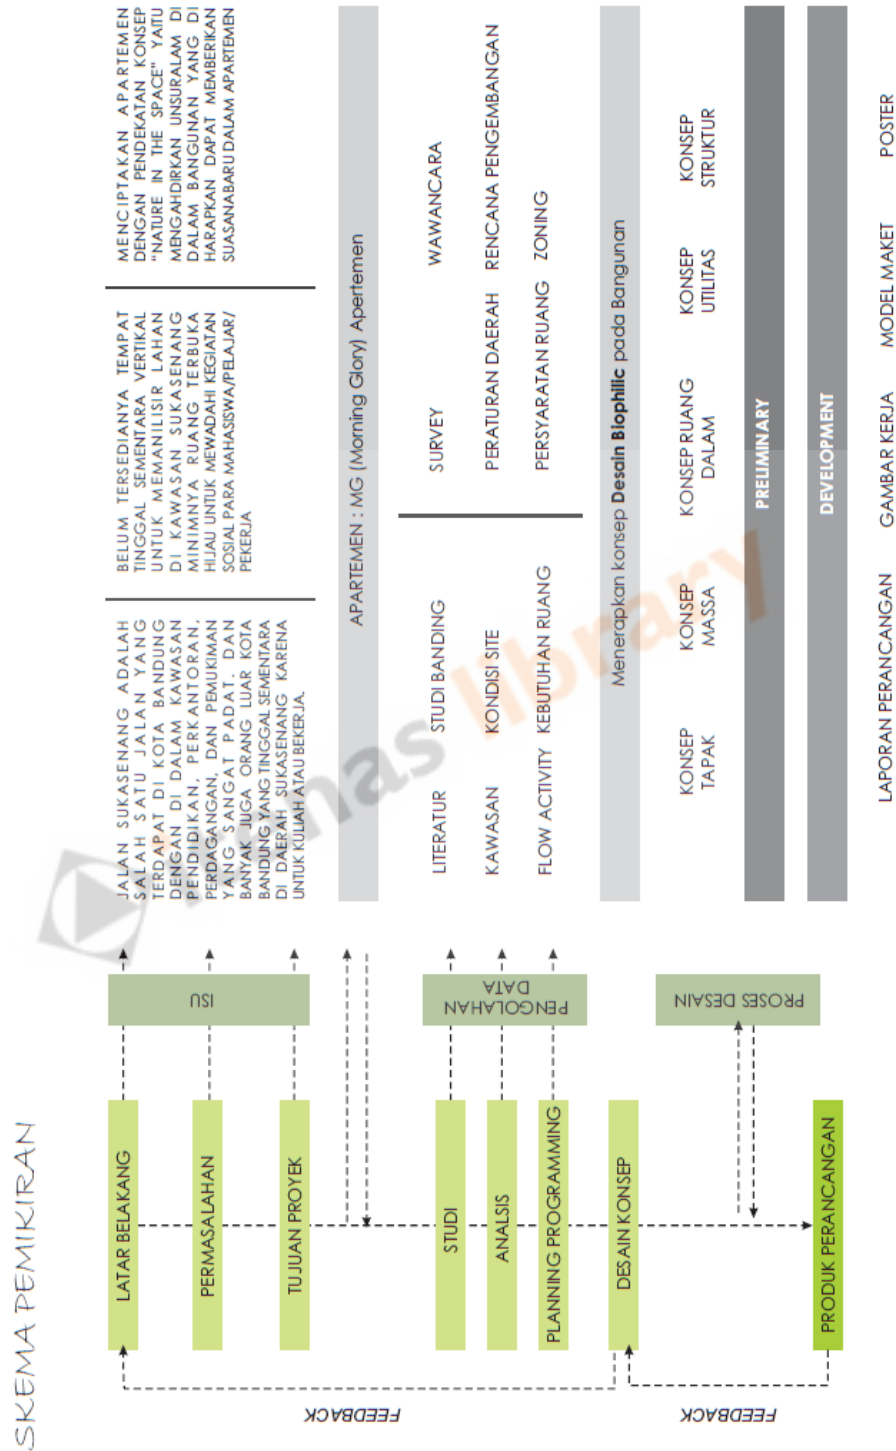 SKEMA PEMIKIRAN
FEEDBACK
FEEDBACK
LATAR BELAKANG
PERMASALAHAN
TUJUAN PROYEK
STUDI
ANALSIS
PLANNING PROGRAMMING
DESAIN KONSEP
PRODUK PERANCANGAN
ISU
PENGOLAHAN
DATA
PROSES DESAIN
JALAN SUKASENANG ADALAH
SALAH SATU JALAN YANG
TERDAPAT DI KOTA BANDUNG
DENGAN DI DALAM KAWASAN
PENDIDIKAN, PERKANTORAN,
PERDAGANGAN, DAN PEMUKIMAN
YANG SANGAT PADAT. DAN
BANYAK JUGA ORANG LUAR KOTA
BANDUNG YANG TINGGAL SEMENTARA
DI DAERAH SUKASENANG KARENA
UNTUK KULIAH ATAU BEKERJA.
BELUM TERSEDIANYA TEMPAT
TINGGAL SEMENTARA VERTIKAL
UNTUK MEMANILISIR LAHAN
DI KAWASAN SUKASENANG
MINIMNYA RUANG TERBUKA
HIJAU UNTUK MEWADAHI KEGIATAN
SOSIAL PARA MAHASISWA/PELAJAR/
PEKERJA
MENCIPTAKAN APARTEMEN
DENGAN PENDEKATAN KONSEP
"NATURE IN THE SPACE" YAITU
MENGAHDIRKAN UNSURALAM DI
DALAM BANGUNAN YANG DI
HARAPKAN DAPAT MEMBERIKAN
SUASANABARU DALAM APARTEMEN
APARTEMEN : MG (Morning Glory) Apertemen
LITERATUR STUDI BANDING SURVEY WAWANCARA
KAWASAN KONDISI SITE PERATURAN DAERAH RENCANA PENGEMBANGAN
FLOW ACTIVITY KEBUTUHAN RUANG PERSYARATAN RUANG ZONING
Menerapkan konsep Desain Biophilic pada Bangunan
KONSEP
TAPAK
KONSEP
MASSA
KONSEP RUANG
DALAM
KONSEP
UTILITAS
KONSEP
STRUKTUR
PRELIMINARY
DEVELOPMENT
LAPORAN PERANCANGAN GAMBAR KERJA MODEL MAKET POSTER
itenas library